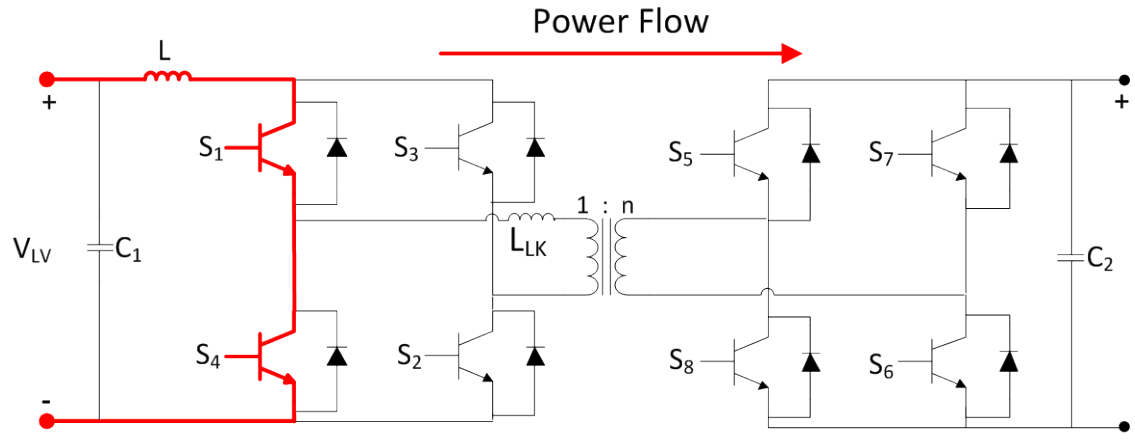 Power Flow
L
+
+
S1
S3
S5
S7
1 : n
LLK
VLV
C1
C2
S4
S2
S8
S6
-
-